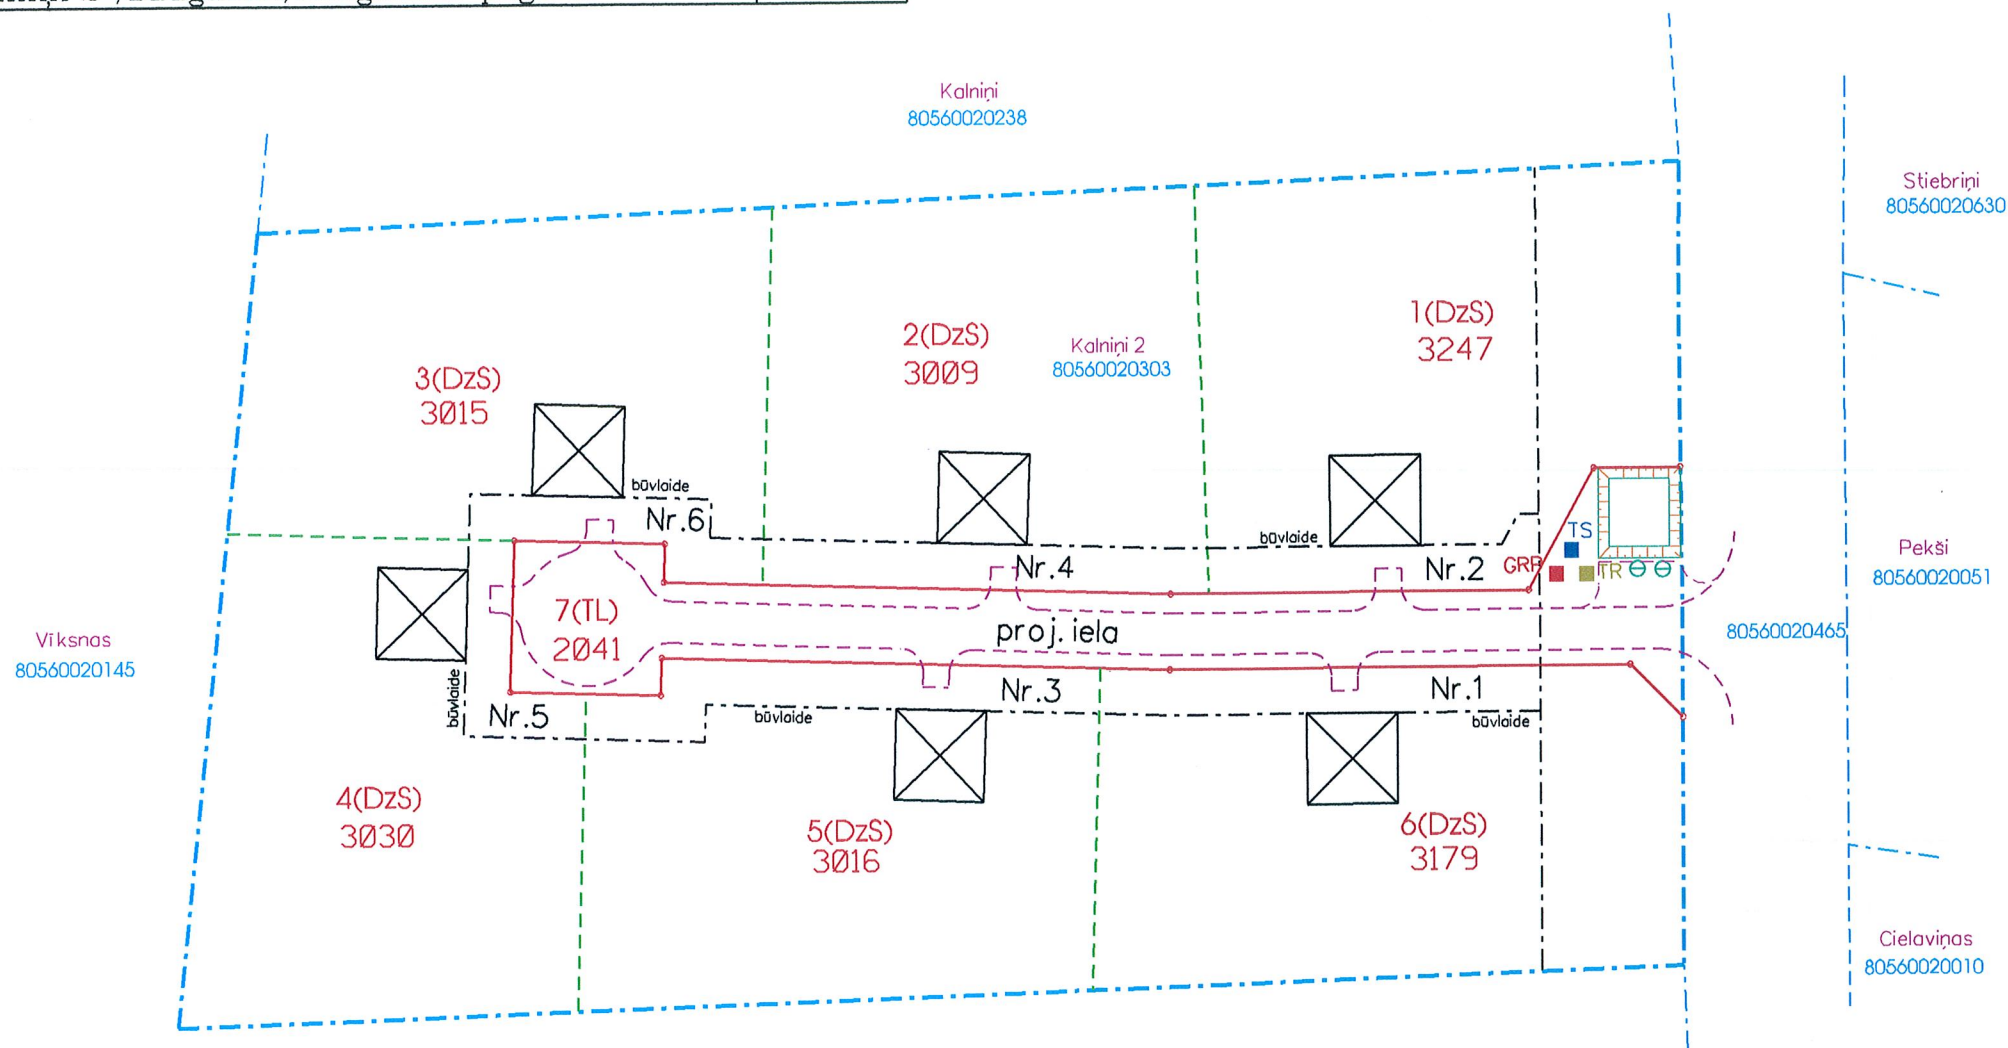 Kalniņi
80560020238
Stiebriņi
80560020630
1(DzS)
3247
2(DzS)
3009
Kalniņi 2
80560020303
3(DzS)
3015
būvlaide
Nr.6
būvlaide
Nr.4
Nr.2
TS
GRP
TR
Pekši
80560020051
7(TL)
2041
proj. iela
80560020465
Vīksnas
80560020145
būvlaide
Nr.5
Nr.3
Nr.1
būvlaide
būvlaide
4(DzS)
3030
5(DzS)
3016
6(DzS)
3179
Cielaviņas
80560020010